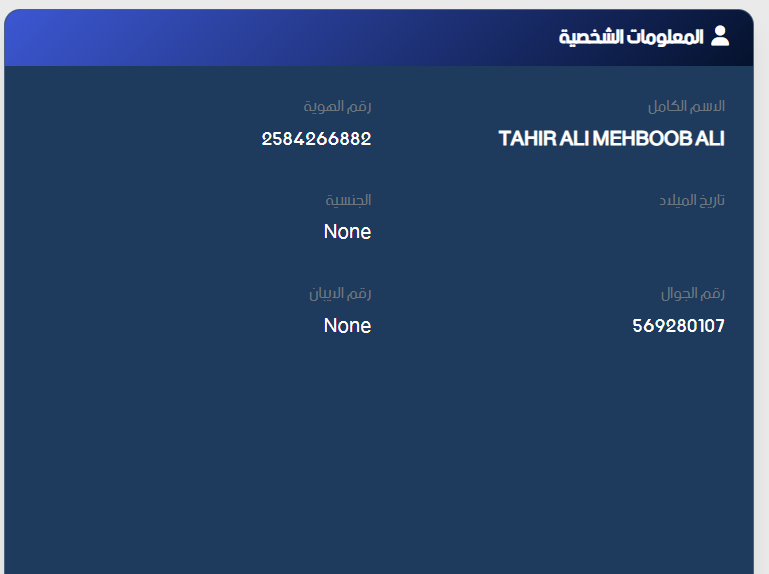 المعلومات الشخصية
الاسم الكامل
TAHIR ALI MEHBOOB ALI
رقم الهوية
2584266882
تاريخ الميلاد
الجنسية
None
رقم الجوال
569280107
رقم الايبان
None